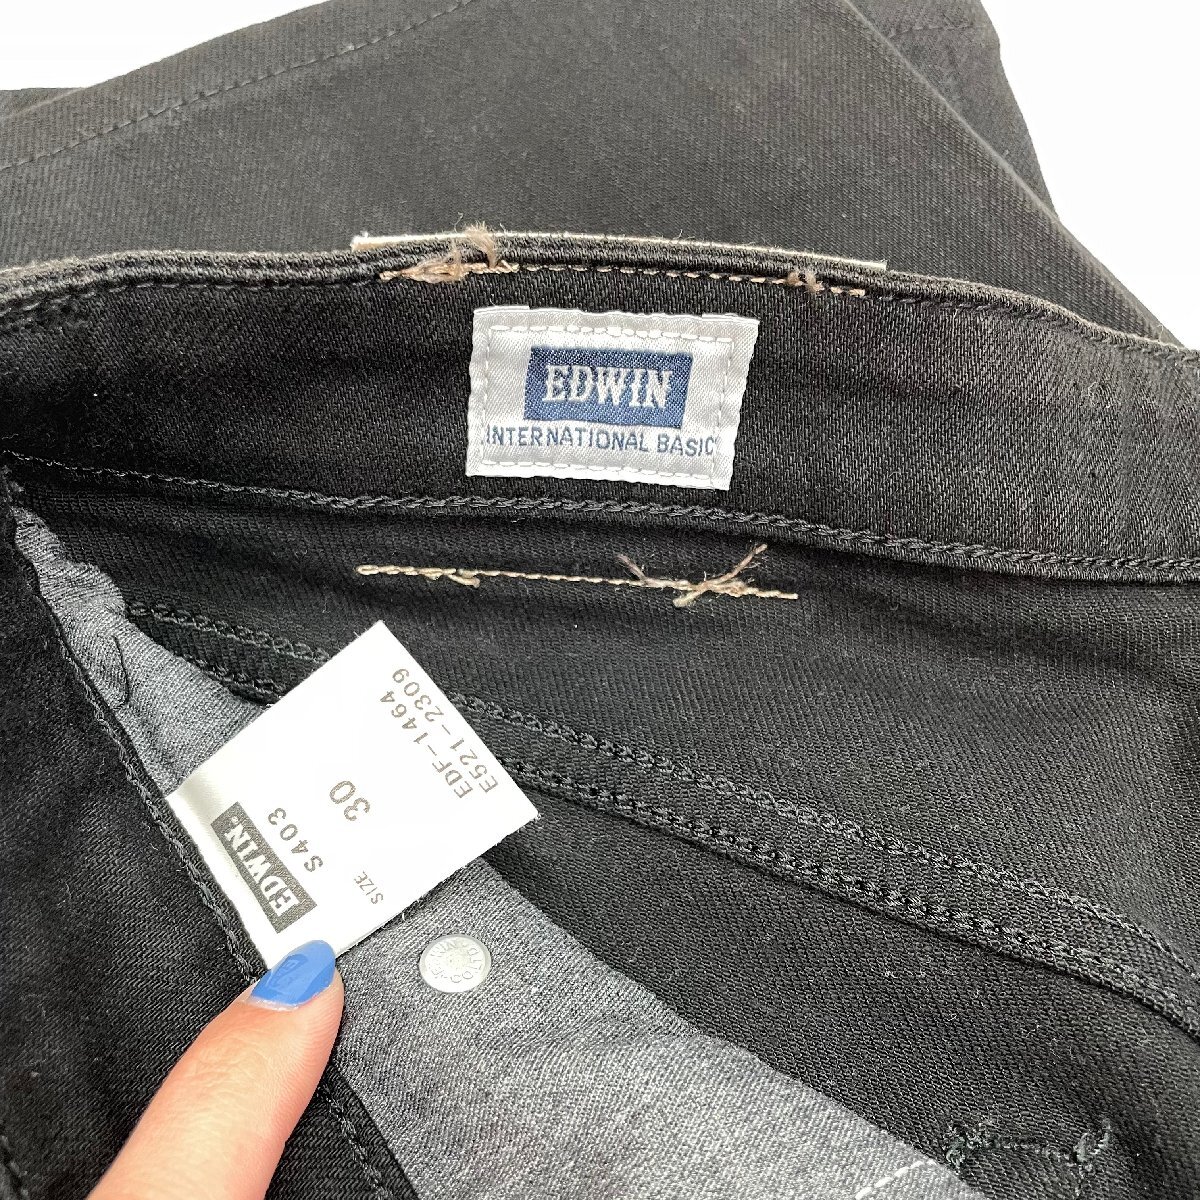 EDWIN
INTERNATIONAL BASIC
EDWIN.
S403
SIZE 30
EDF-1464
E521-2309